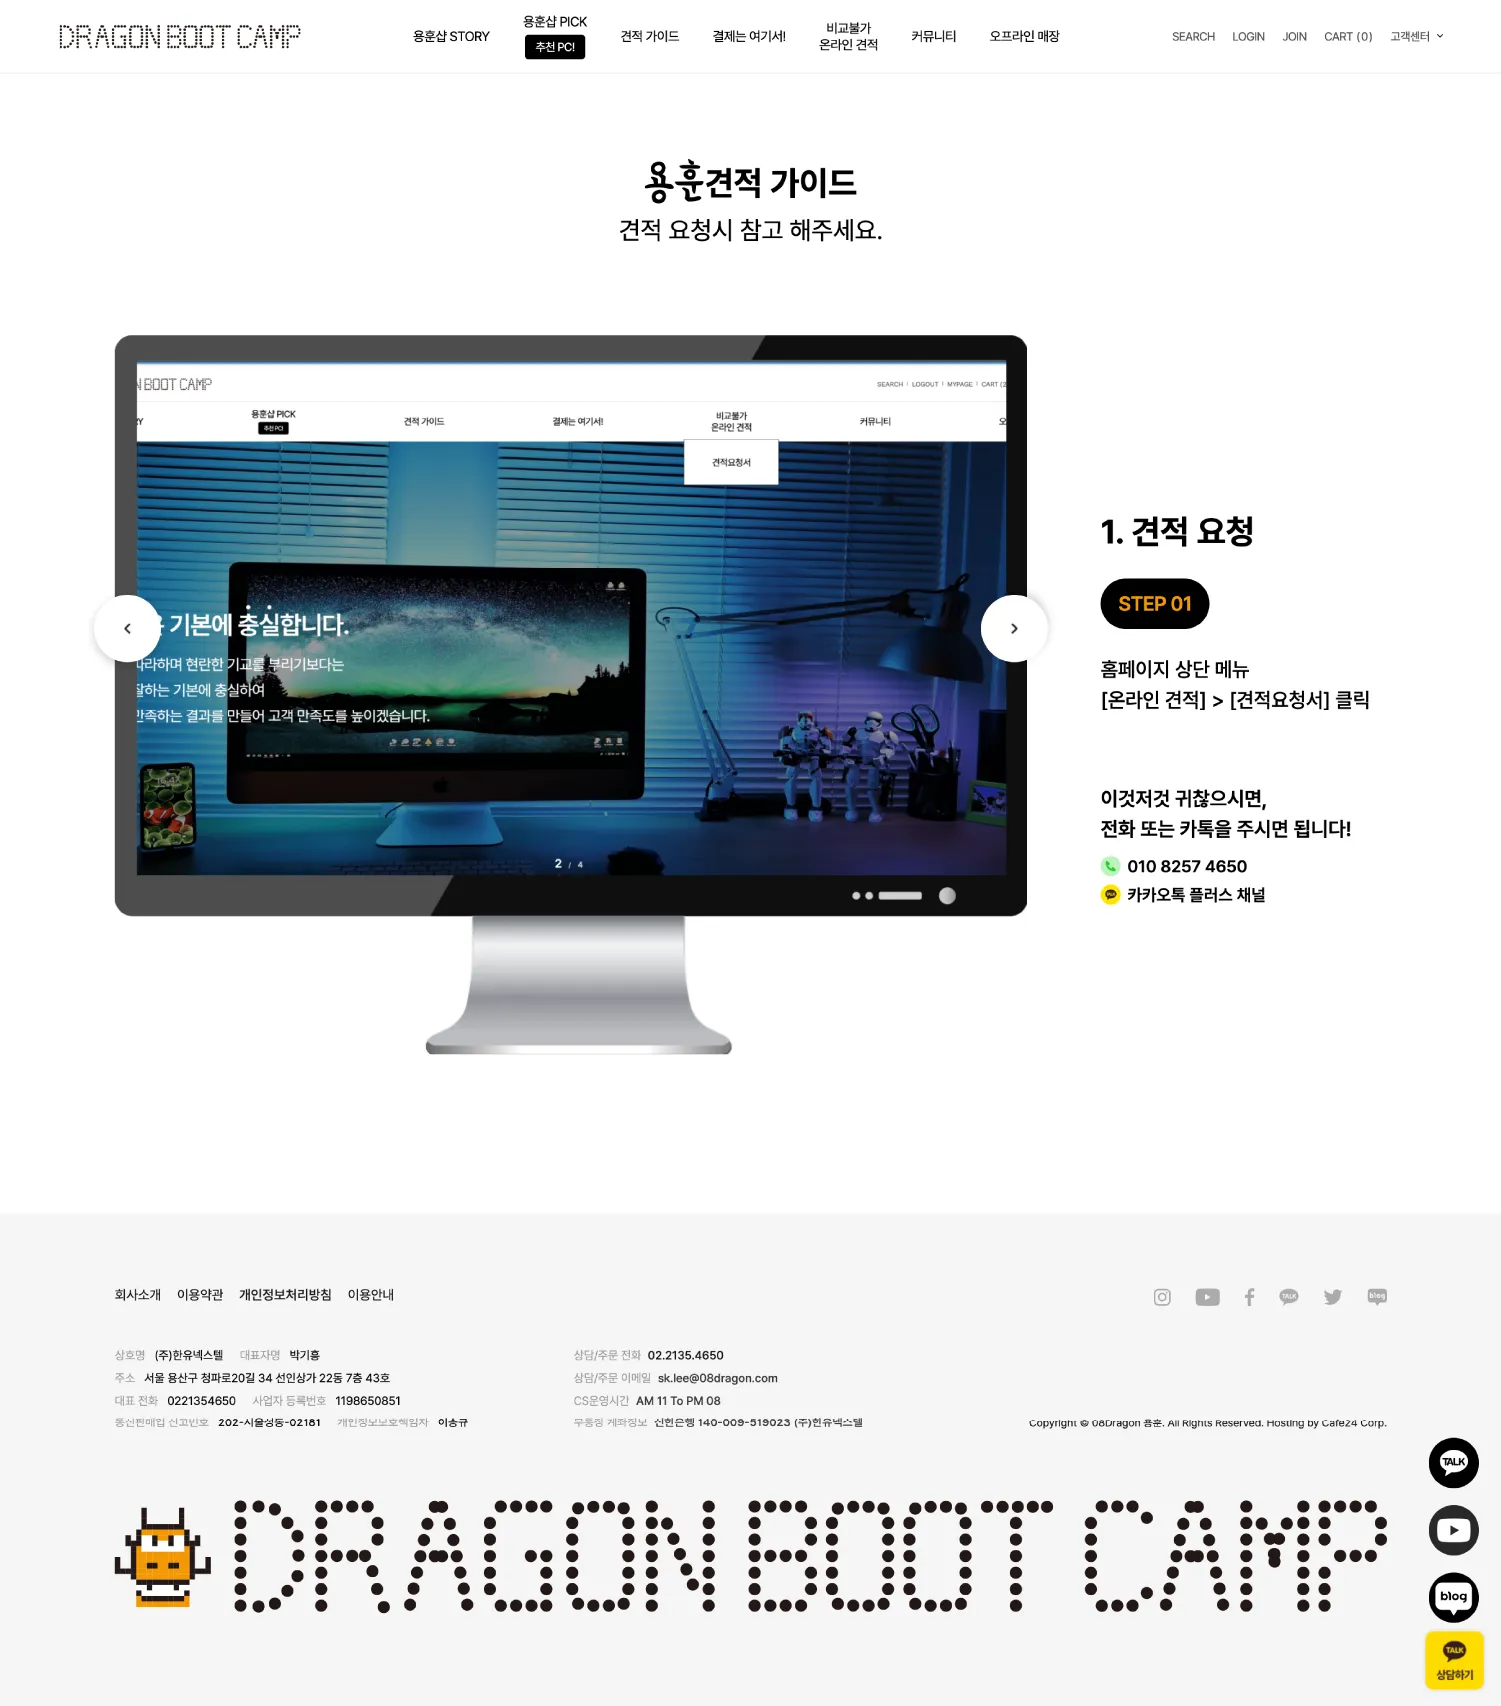 DRAGON BOOT CAMP
용훈샵 STORY
용훈샵 PICK
추천 PC!
견적 가이드
결제는 여기서!
비교불가
온라인 견적
커뮤니티
오프라인 매장
SEARCH
LOGIN
JOIN
CART (0)
고객센터
용훈견적 가이드
견적 요청시 참고 해주세요.
N BOOT CAMP
SEARCH
LOGOUT
MYPAGE
CART (2
RY
용훈샵 PICK
추천 PC!
견적 가이드
결제는 여기서!
비교불가
온라인 견적
커뮤니티
오
견적요청서
기본에 충실합니다.
따라하며 현란한 기교를 부리기보다는
잘하는 기본에 충실하여
만족하는 결과를 만들어 고객 만족도를 높이겠습니다.
2 / 4
1. 견적 요청
STEP 01
홈페이지 상단 메뉴
[온라인 견적] > [견적요청서] 클릭
이것저것 귀찮으시면,
전화 또는 카톡을 주시면 됩니다!
010 8257 4650
TALK
카카오톡 플러스 채널
회사소개
이용약관
개인정보처리방침
이용안내
TALK
blog
상호명 (주)한유넥스텔 대표자명 박기흥
주소 서울 용산구 청파로20길 34 선인상가 22동 7층 43호
대표 전화 0221354650 사업자 등록번호 1198650851
통신판매업 신고번호 202-서울성동-02181 개인정보보호책임자 이승규
상담/주문 전화 02.2135.4650
상담/주문 이메일 sk.lee@08dragon.com
CS운영시간 AM 11 To PM 08
무통장 계좌정보 신한은행 140-009-519023 (주)한유넥스텔
Copyright © 08Dragon 용훈. All Rights Reserved. Hosting by Cafe24 Corp.
DRAGON BOOT CAMP
TALK
blog
TALK
상담하기